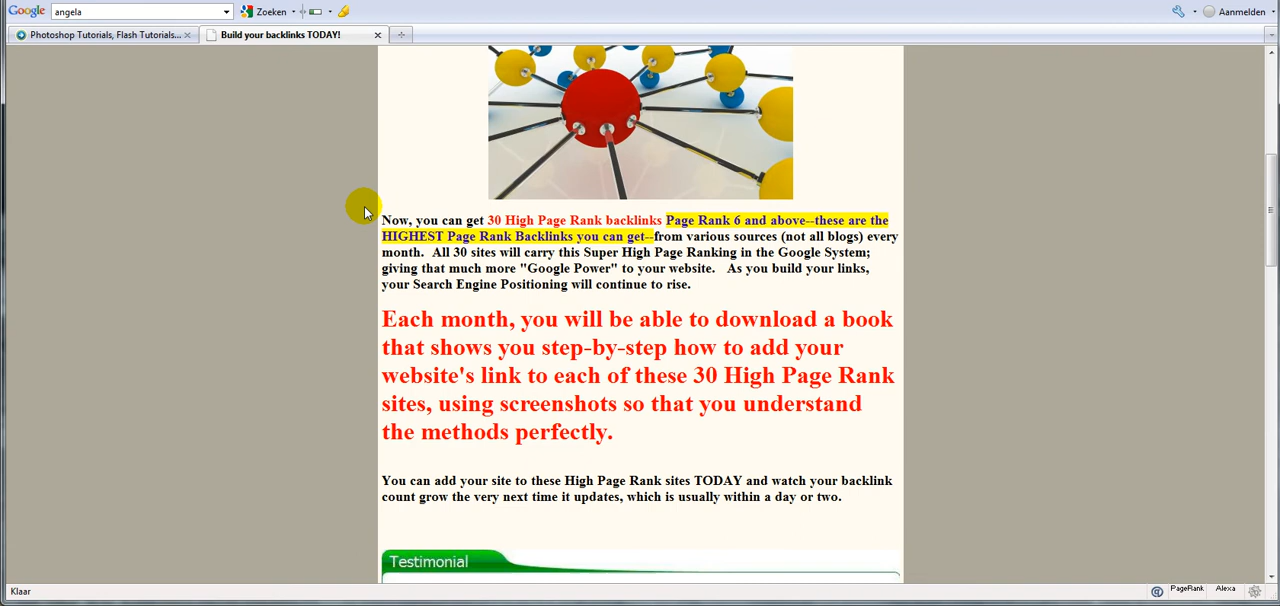 Google angela Zoeken Aanmelden
Photoshop Tutorials, Flash Tutorials... Build your backlinks TODAY!
Now, you can get 30 High Page Rank backlinks Page Rank 6 and above--these are the
HIGHEST Page Rank Backlinks you can get--from various sources (not all blogs) every
month.  All 30 sites will carry this Super High Page Ranking in the Google System;
giving that much more "Google Power" to your website.   As you build your links,
your Search Engine Positioning will continue to rise.
Each month, you will be able to download a book
that shows you step-by-step how to add your
website's link to each of these 30 High Page Rank
sites, using screenshots so that you understand
the methods perfectly.
You can add your site to these High Page Rank sites TODAY and watch your backlink
count grow the very next time it updates, which is usually within a day or two.
Testimonial
Klaar PageRank Alexa